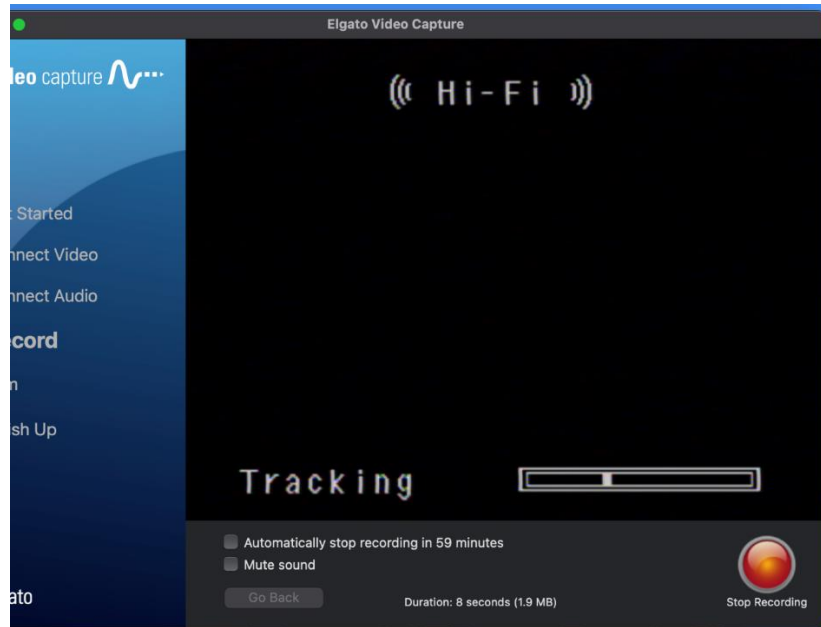 Elgato Video Capture
leo capture
((( Hi-Fi )))
t Started
nnect Video
nnect Audio
ecord
m
sh Up
Tracking
Automatically stop recording in 59 minutes
Mute sound
Go Back
Duration: 8 seconds (1.9 MB)
Stop Recording
ato